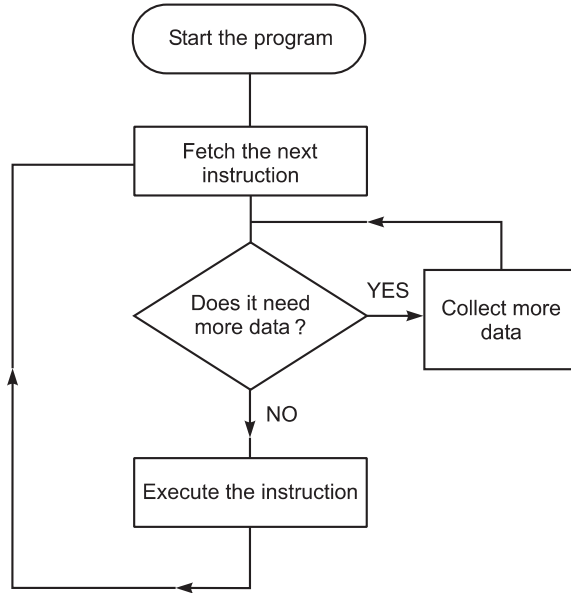 Start the program
Fetch the next
instruction
Does it need
more data ?
YES
Collect more
data
NO
Execute the instruction